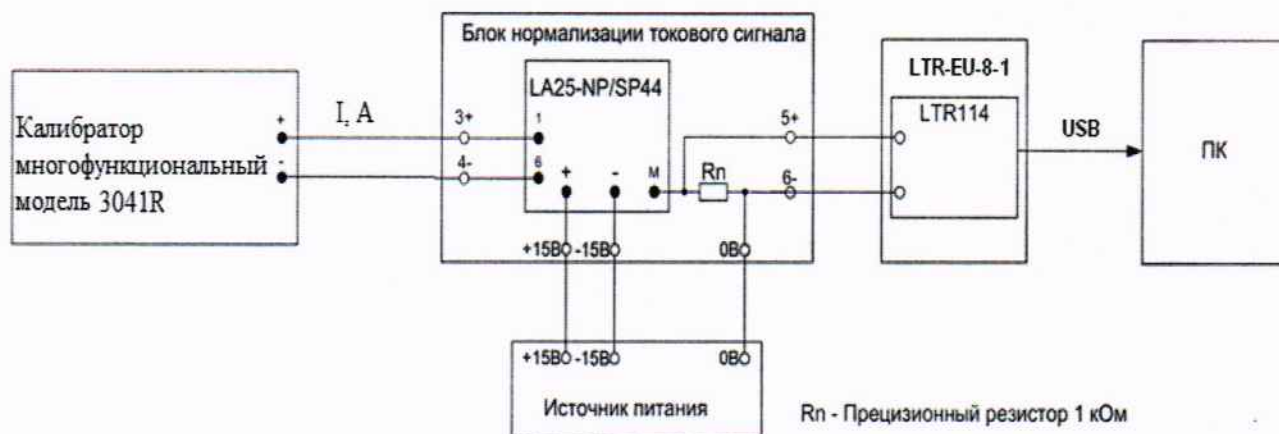 Блок нормализации токового сигнала
LA25-NP/SP44
LTR-EU-8-1
LTR114
Калибратор
многофункциональный
модель 3041R
+
-
I, A
3+
4-
1
6
+
-
М
Rn
5+
6-
USB
ПК
+15В
-15В
0В
+15В
-15В
0В
Источник питания
Rn - Прецизионный резистор 1 кОм